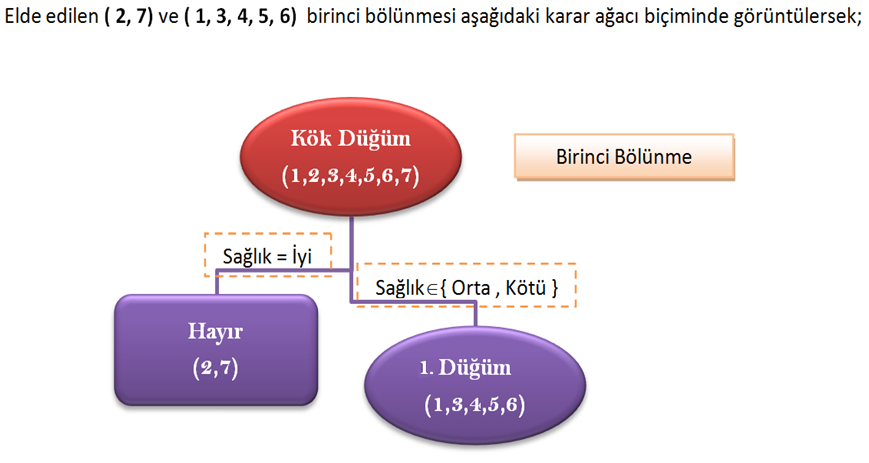 Elde edilen ( 2, 7) ve ( 1, 3, 4, 5, 6) birinci bölünmesi aşağıdaki karar ağacı biçiminde görüntülersek;
Kök Düğüm
(1,2,3,4,5,6,7)
Birinci Bölünme
Sağlık = İyi
Sağlık∈{ Orta , Kötü }
Hayır
(2,7)
1. Düğüm
(1,3,4,5,6)